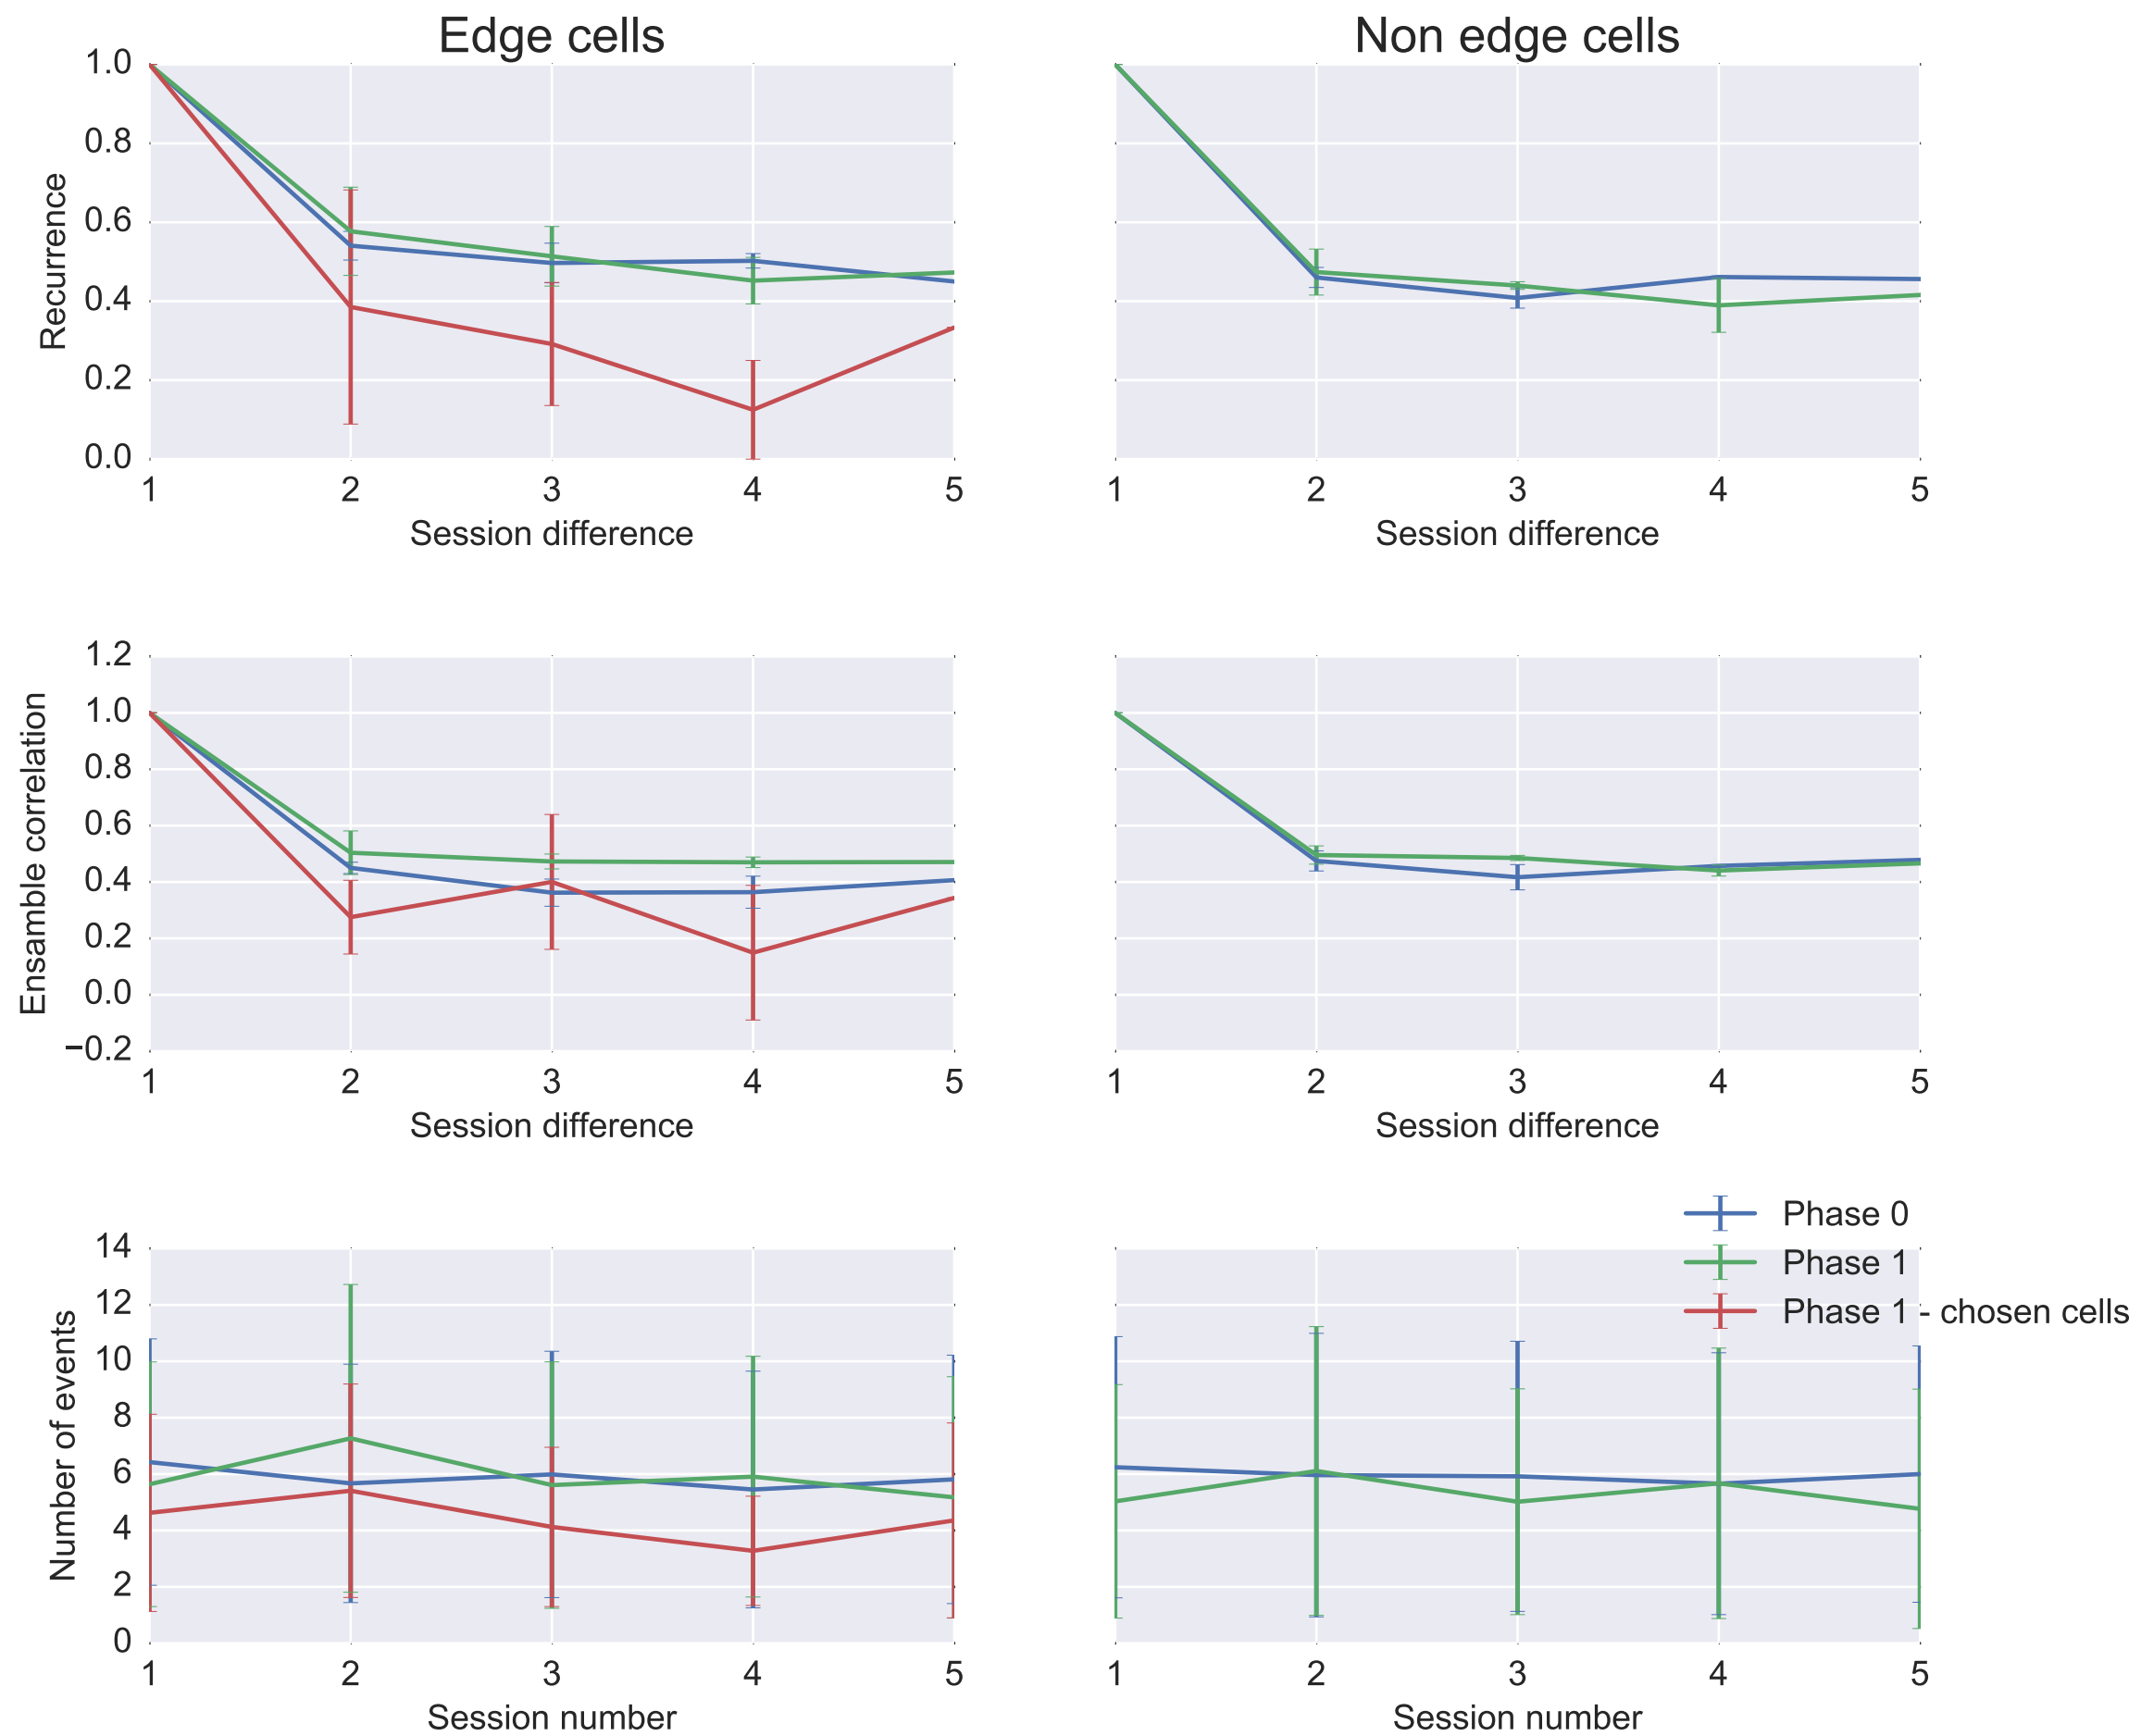 Edge cells
Non edge cells
Recurrence
1.0
0.8
0.6
0.4
0.2
0.0
1 2 3 4 5
Session difference
1 2 3 4 5
Session difference
Ensamble correlation
1.2
1.0
0.8
0.6
0.4
0.2
0.0
−0.2
1 2 3 4 5
Session difference
1 2 3 4 5
Session difference
Phase 0
Phase 1
Phase 1 - chosen cells
Number of events
14
12
10
8
6
4
2
0
1 2 3 4 5
Session number
1 2 3 4 5
Session number